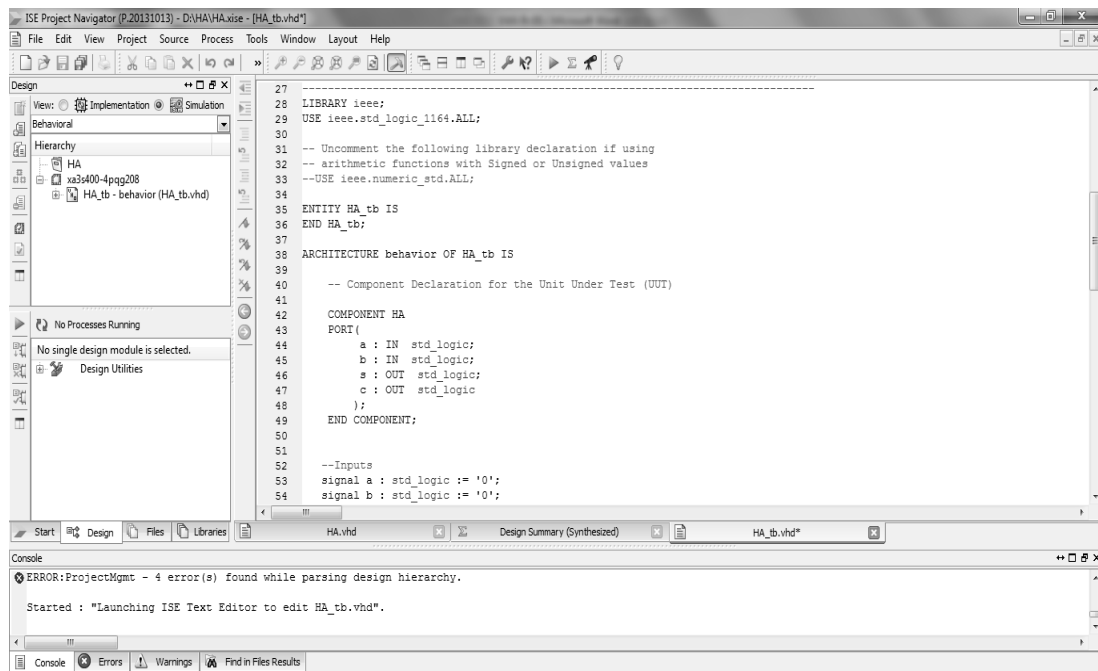 ISE Project Navigator (P.20131013) - D:\HA\HA.xise - [HA_tb.vhd*]
File Edit View Project Source Process Tools Window Layout Help
Design
View: Implementation Simulation
Behavioral
Hierarchy
HA
xa3s400-4pqg208
HA_tb - behavior (HA_tb.vhd)
No Processes Running
No single design module is selected.
Design Utilities
27 --------------------------------------------------------------------------------
28 LIBRARY ieee;
29 USE ieee.std_logic_1164.ALL;
30
31 -- Uncomment the following library declaration if using
32 -- arithmetic functions with Signed or Unsigned values
33 --USE ieee.numeric_std.ALL;
34
35 ENTITY HA_tb IS
36 END HA_tb;
37
38 ARCHITECTURE behavior OF HA_tb IS
39
40 -- Component Declaration for the Unit Under Test (UUT)
41
42 COMPONENT HA
43 PORT(
44 a : IN std_logic;
45 b : IN std_logic;
46 s : OUT std_logic;
47 c : OUT std_logic
48 );
49 END COMPONENT;
50
51
52 --Inputs
53 signal a : std_logic := '0';
54 signal b : std_logic := '0';
Start Design Files Libraries
HA.vhd Design Summary (Synthesized) HA_tb.vhd*
Console
ERROR:ProjectMgmt - 4 error(s) found while parsing design hierarchy.
Started : "Launching ISE Text Editor to edit HA_tb.vhd".
Console Errors Warnings Find in Files Results